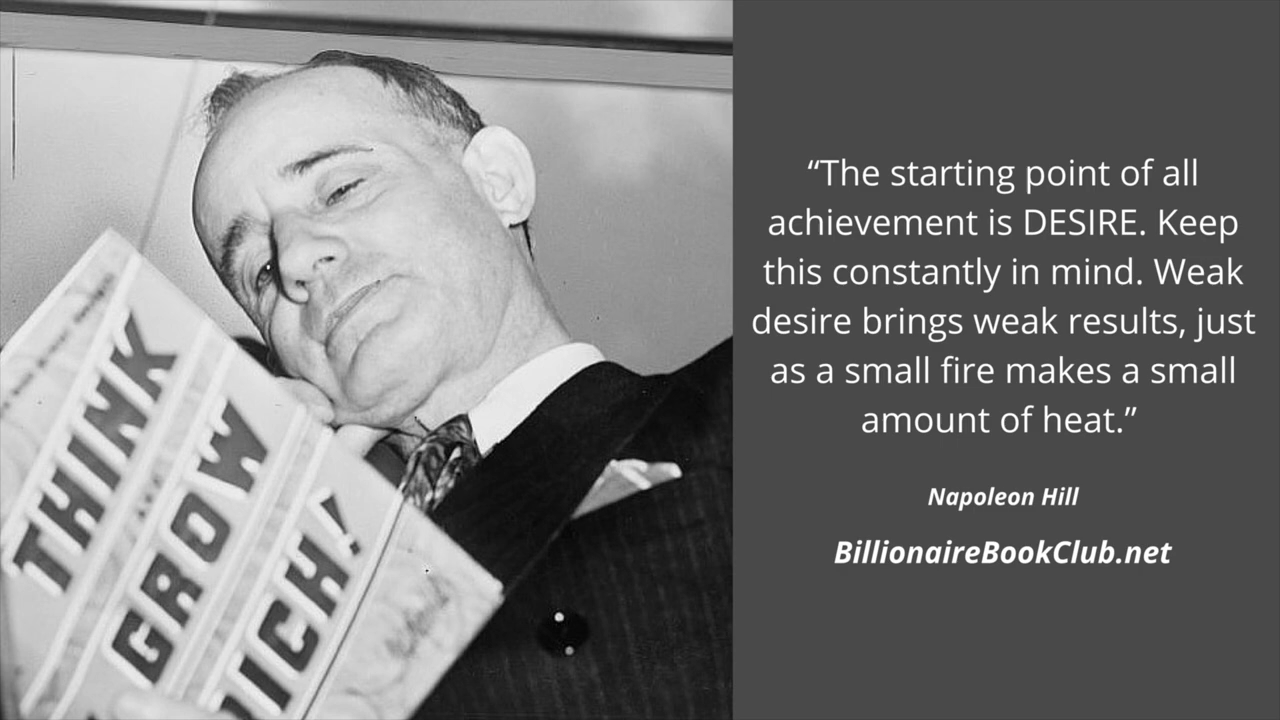 THINK
GROW
RICH!
“The starting point of all
achievement is DESIRE. Keep
this constantly in mind. Weak
desire brings weak results, just
as a small fire makes a small
amount of heat.”
Napoleon Hill
BillionaireBookClub.net